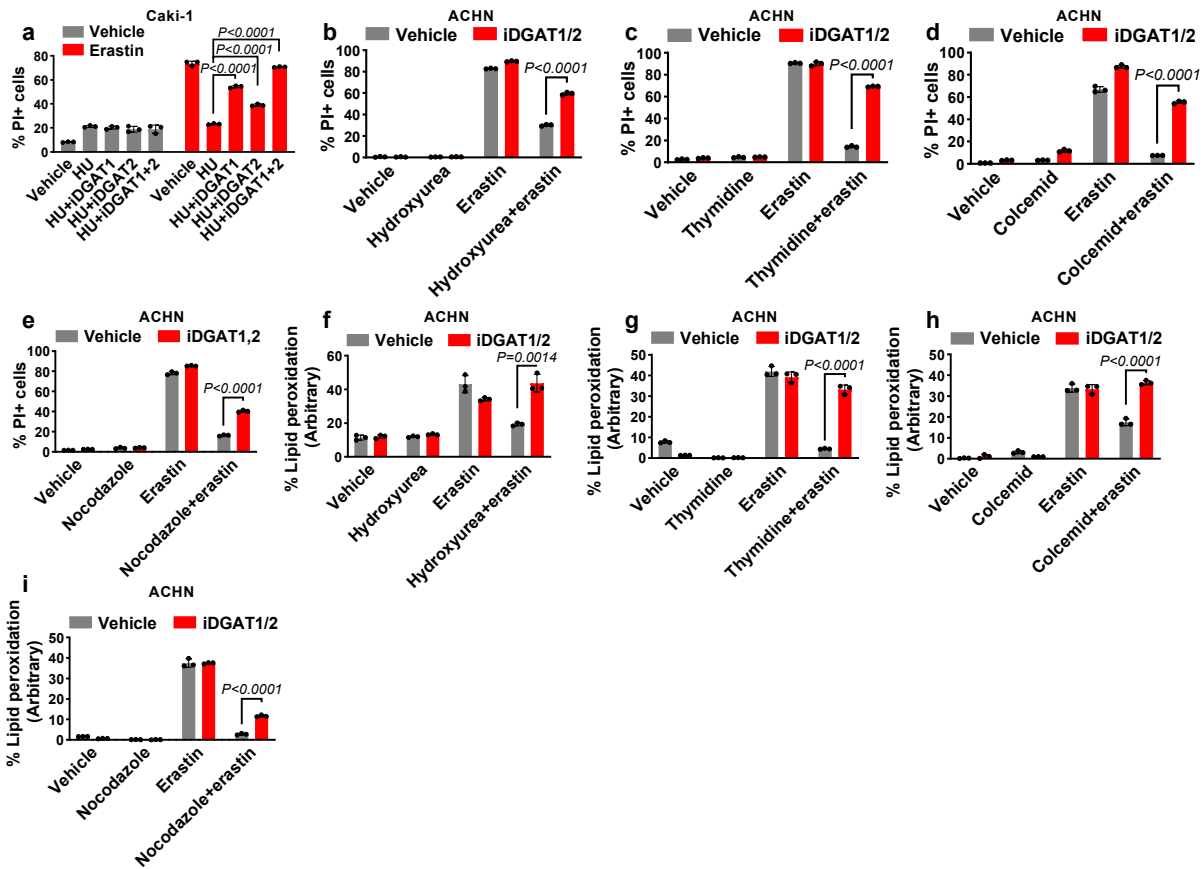 a
Caki-1
Vehicle
Erastin
P<0.0001
P<0.0001
P<0.0001
% PI+ cells
100
80
60
40
20
0
Vehicle
HU
HU+iDGAT1
HU+iDGAT2
HU+iDGAT1+2
Vehicle
HU
HU+iDGAT1
HU+iDGAT2
HU+iDGAT1+2
b
ACHN
Vehicle
iDGAT1/2
P<0.0001
% PI+ cells
100
80
60
40
20
0
Vehicle
Hydroxyurea
Erastin
Hydroxyurea+erastin
c
ACHN
Vehicle
iDGAT1/2
P<0.0001
% PI+ cells
100
80
60
40
20
0
Vehicle
Thymidine
Erastin
Thymidine+erastin
d
ACHN
Vehicle
iDGAT1/2
P<0.0001
% PI+ cells
100
80
60
40
20
0
Vehicle
Colcemid
Erastin
Colcemid+erastin
e
ACHN
Vehicle
iDGAT1,2
P<0.0001
% PI+ cells
100
80
60
40
20
0
Vehicle
Nocodazole
Erastin
Nocodazole+erastin
f
ACHN
Vehicle
iDGAT1/2
P=0.0014
% Lipid peroxidation
(Arbitrary)
60
40
20
0
Vehicle
Hydroxyurea
Erastin
Hydroxyurea+erastin
g
ACHN
Vehicle
iDGAT1/2
P<0.0001
% Lipid peroxidation
(Arbitrary)
50
40
30
20
10
0
Vehicle
Thymidine
Erastin
Thymidine+erastin
h
ACHN
Vehicle
iDGAT1/2
P<0.0001
% Lipid peroxidation
(Arbitrary)
50
40
30
20
10
0
Vehicle
Colcemid
Erastin
Colcemid+erastin
i
ACHN
Vehicle
iDGAT1/2
P<0.0001
% Lipid peroxidation
(Arbitrary)
50
40
30
20
10
0
Vehicle
Nocodazole
Erastin
Nocodazole+erastin